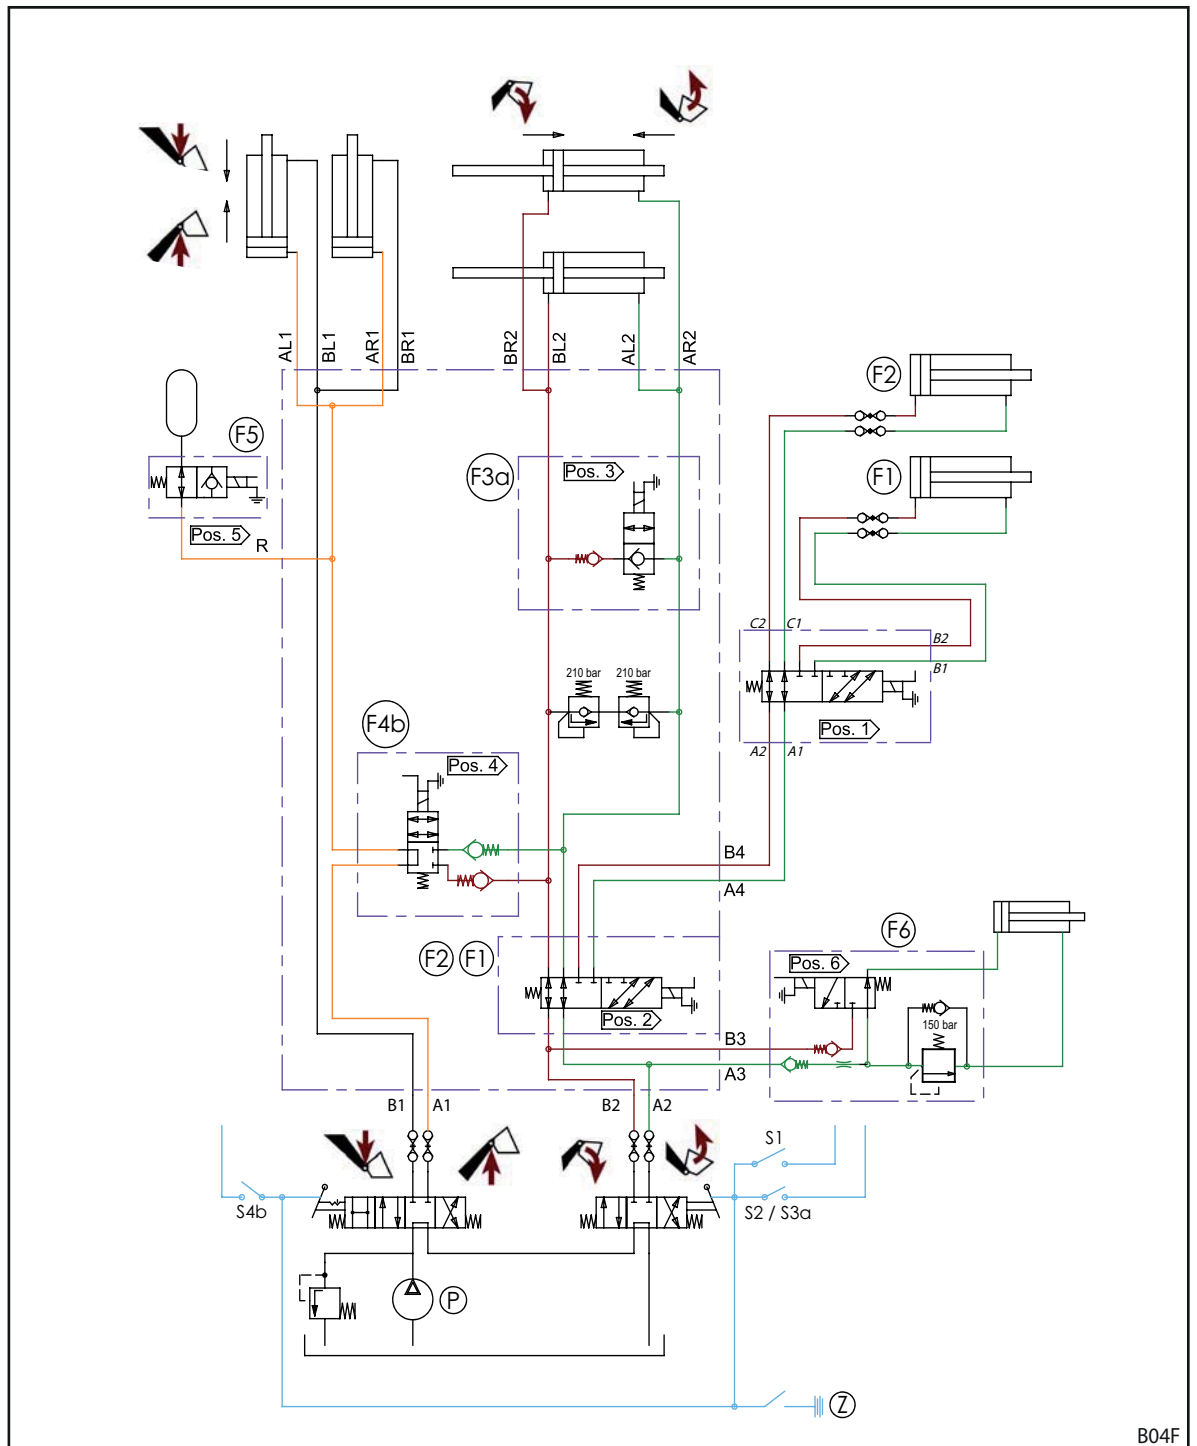 AL1
BL1
AR1
BR1
BR2
BL2
AL2
AR2
F2
F5
F3a
Pos. 3
F1
Pos. 5
R
C2
C1
B2
B1
210 bar
210 bar
F4b
Pos. 1
Pos. 4
A2
A1
B4
A4
F6
F2
F1
Pos. 6
Pos. 2
B3
150 bar
A3
B1
A1
B2
A2
S1
S4b
S2 / S3a
P
Z
B04F